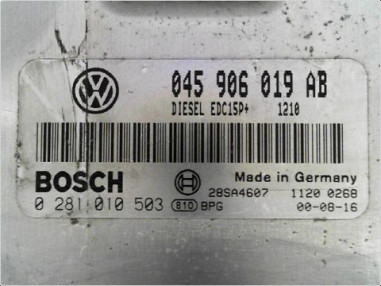 045 906 019 AB
DIESEL EDC15P+ 1210
Made in Germany
BOSCH
28SA4607 1120 0268
0 281 010 503 810 BPG 00-08-16